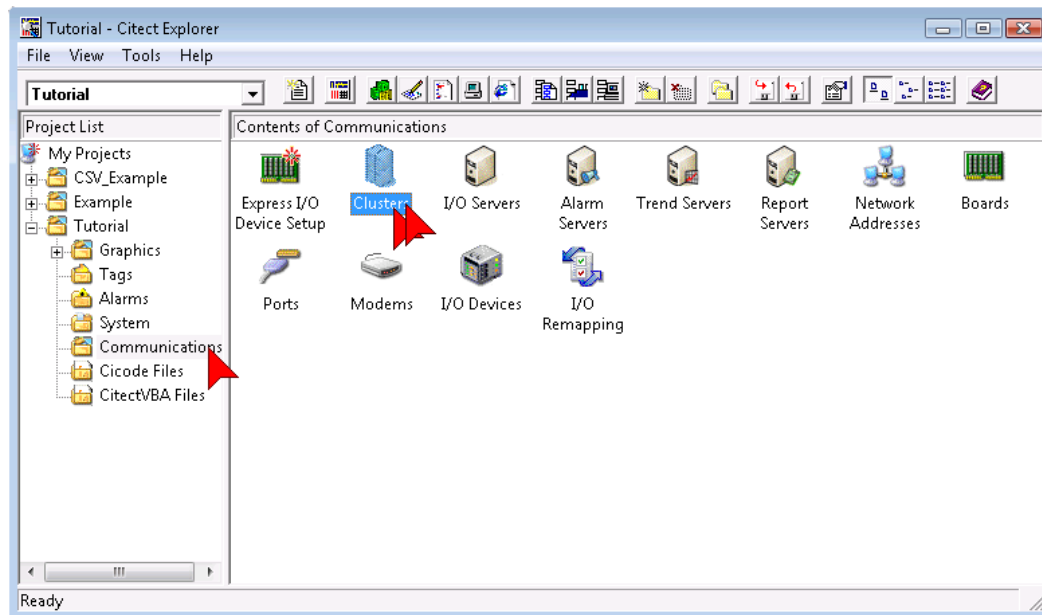 Tutorial - Citect Explorer
File View Tools Help
Tutorial
Project List
Contents of Communications
My Projects
CSV_Example
Example
Tutorial
Graphics
Tags
Alarms
System
Communications
Cicode Files
CitectVBA Files
Express I/O
Device Setup
Clusters
I/O Servers
Alarm
Servers
Trend Servers
Report
Servers
Network
Addresses
Boards
Ports
Modems
I/O Devices
I/O
Remapping
Ready